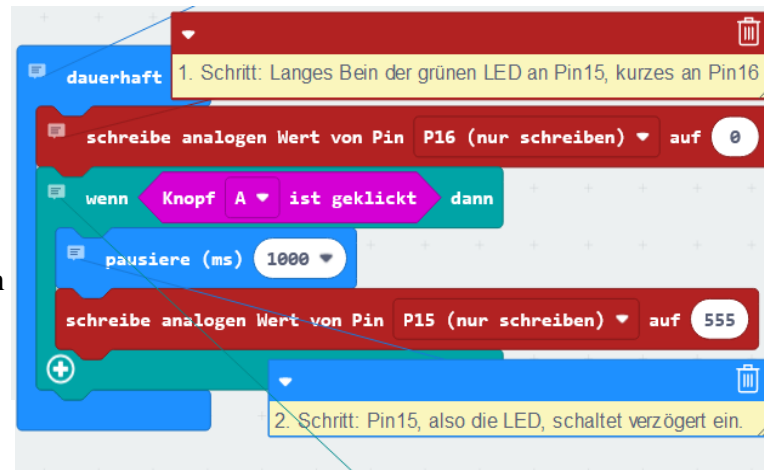 1. Schritt: Langes Bein der grünen LED an Pin15, kurzes an Pin16
dauerhaft
schreibe analogen Wert von Pin P16 (nur schreiben) auf 0
wenn Knopf A ist geklickt dann
pausiere (ms) 1000
schreibe analogen Wert von Pin P15 (nur schreiben) auf 555
2. Schritt: Pin15, also die LED, schaltet verzögert ein.